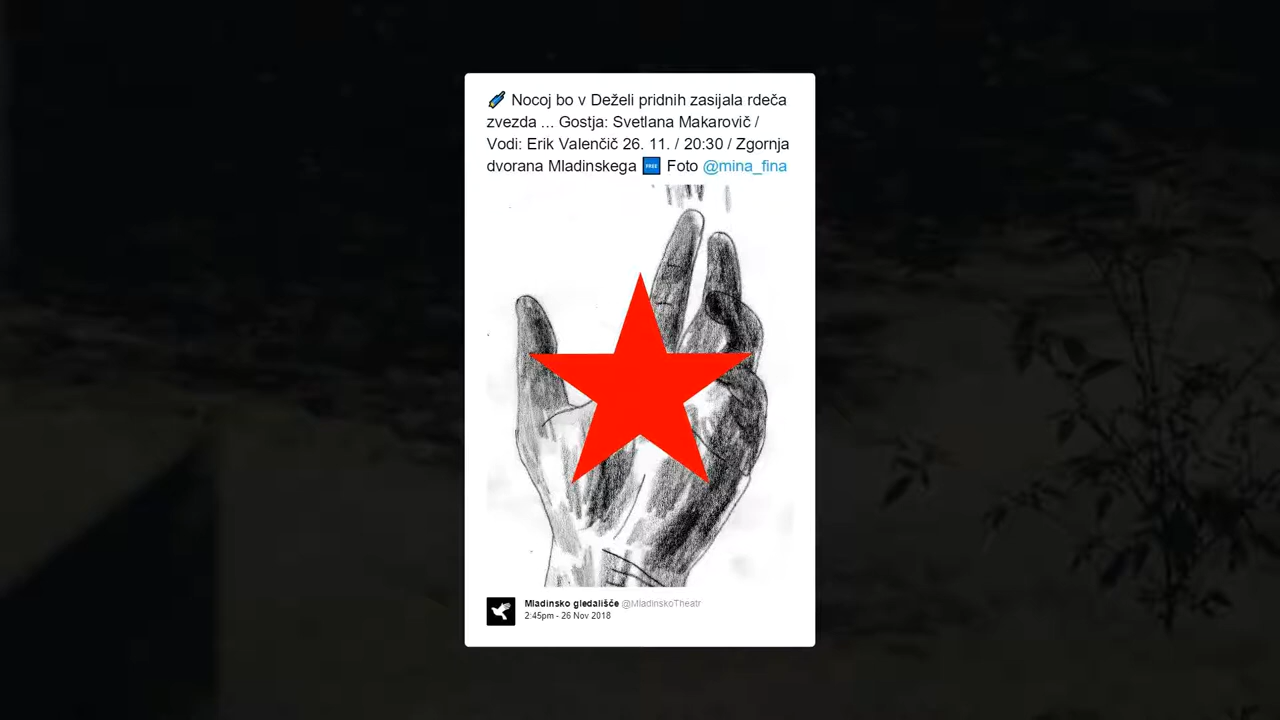 Nocoj bo v Deželi pridnih zasijala rdeča
zvezda ... Gostja: Svetlana Makarovič /
Vodi: Erik Valenčič 26. 11. / 20:30 / Zgornja
dvorana Mladinskega FREE Foto @mina_fina
Mladinsko gledališče @MladinskoTheatr
2:45pm - 26 Nov 2018